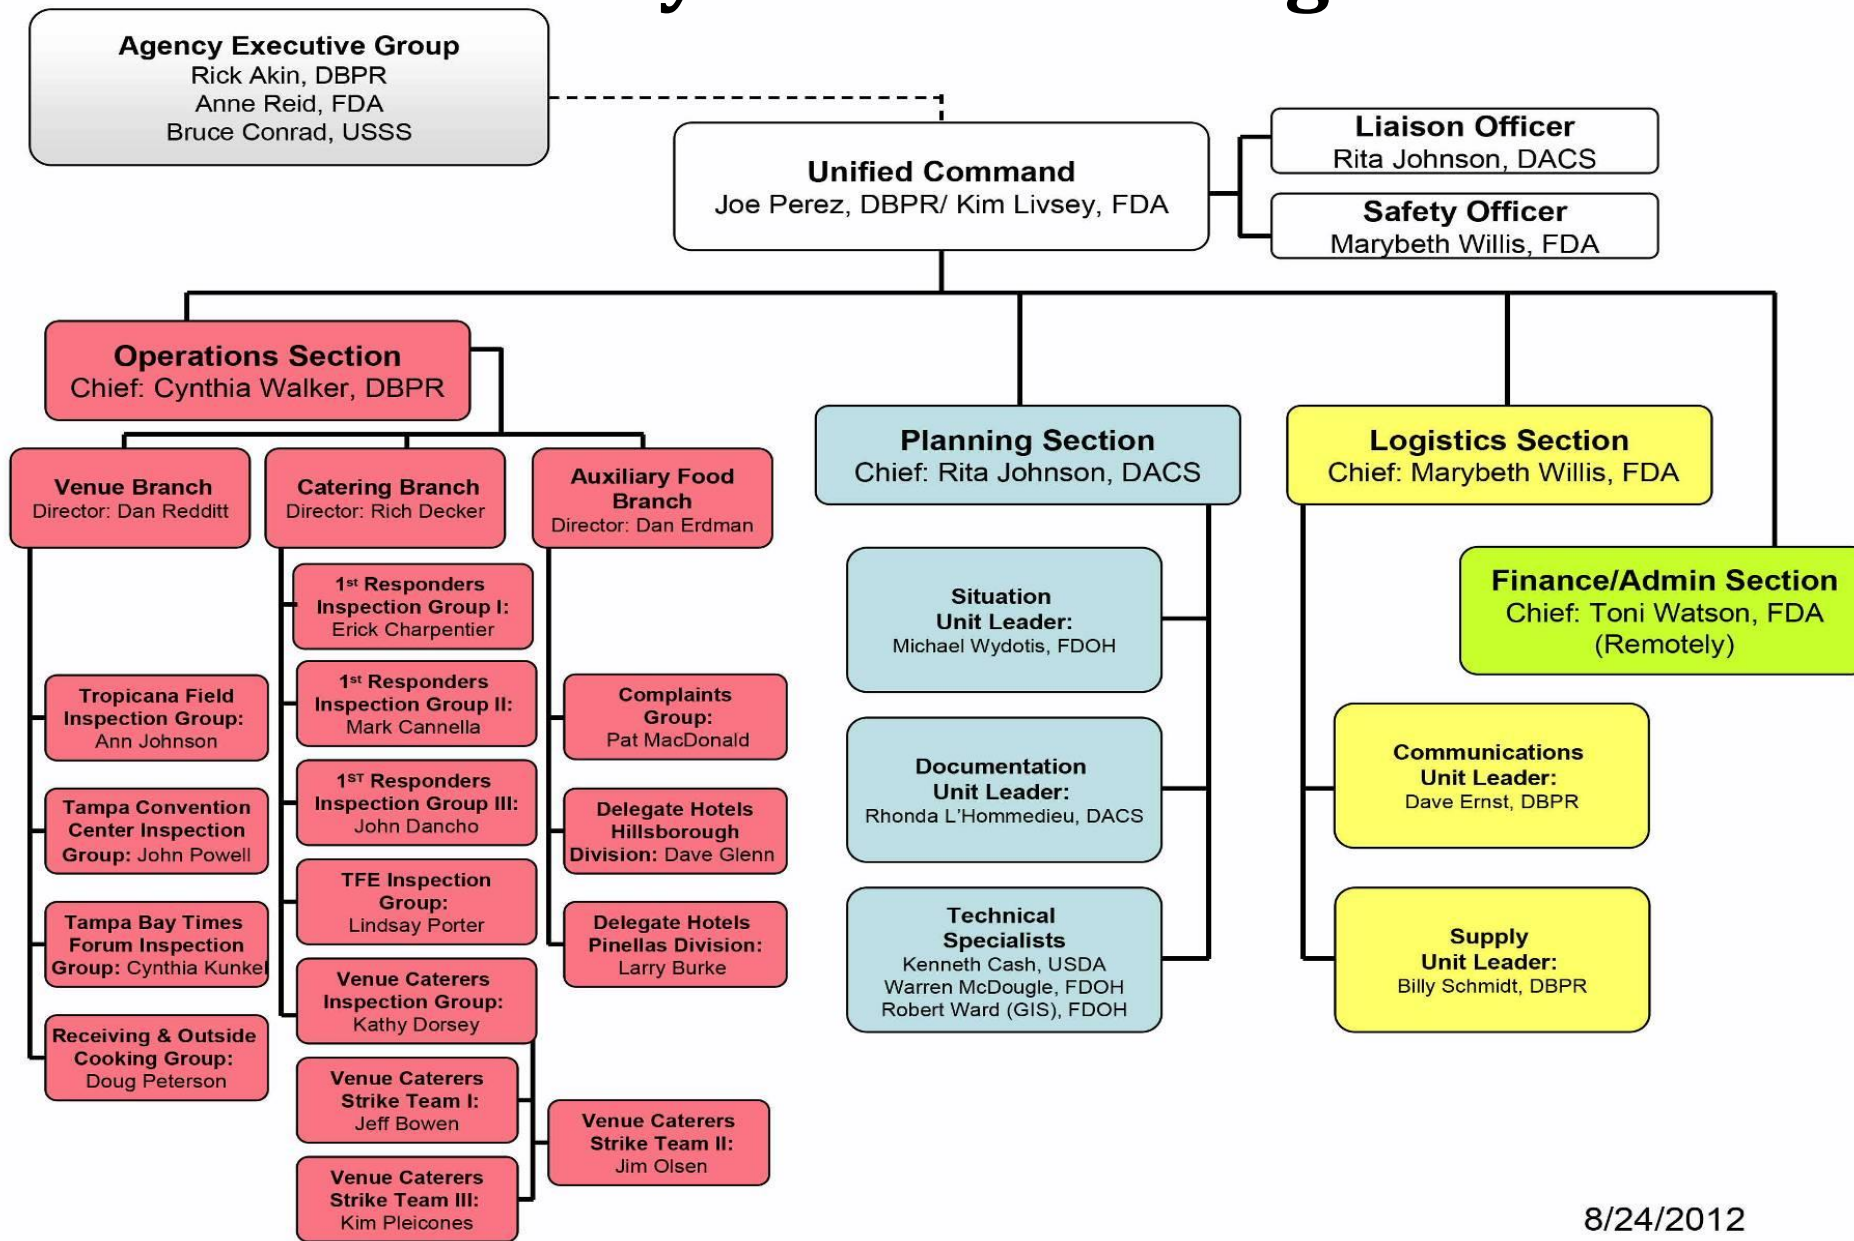 Agency Executive Group
Rick Akin, DBPR
Anne Reid, FDA
Bruce Conrad, USSS
Unified Command
Joe Perez, DBPR/ Kim Livsey, FDA
Liaison Officer
Rita Johnson, DACS
Safety Officer
Marybeth Willis, FDA
Operations Section
Chief: Cynthia Walker, DBPR
Venue Branch
Director: Dan Redditt
Tropicana Field
Inspection Group:
Ann Johnson
Tampa Convention
Center Inspection
Group: John Powell
Tampa Bay Times
Forum Inspection
Group: Cynthia Kunkel
Receiving & Outside
Cooking Group:
Doug Peterson
Catering Branch
Director: Rich Decker
1st Responders
Inspection Group I:
Erick Charpentier
1st Responders
Inspection Group II:
Mark Cannella
1ST Responders
Inspection Group III:
John Dancho
TFE Inspection
Group:
Lindsay Porter
Venue Caterers
Inspection Group:
Kathy Dorsey
Venue Caterers
Strike Team I:
Jeff Bowen
Venue Caterers
Strike Team II:
Jim Olsen
Venue Caterers
Strike Team III:
Kim Pleicones
Auxiliary Food
Branch
Director: Dan Erdman
Complaints
Group:
Pat MacDonald
Delegate Hotels
Hillsborough
Division: Dave Glenn
Delegate Hotels
Pinellas Division:
Larry Burke
Planning Section
Chief: Rita Johnson, DACS
Situation
Unit Leader:
Michael Wydotis, FDOH
Documentation
Unit Leader:
Rhonda L'Hommedieu, DACS
Technical
Specialists
Kenneth Cash, USDA
Warren McDougle, FDOH
Robert Ward (GIS), FDOH
Logistics Section
Chief: Marybeth Willis, FDA
Communications
Unit Leader:
Dave Ernst, DBPR
Supply
Unit Leader:
Billy Schmidt, DBPR
Finance/Admin Section
Chief: Toni Watson, FDA
(Remotely)
8/24/2012